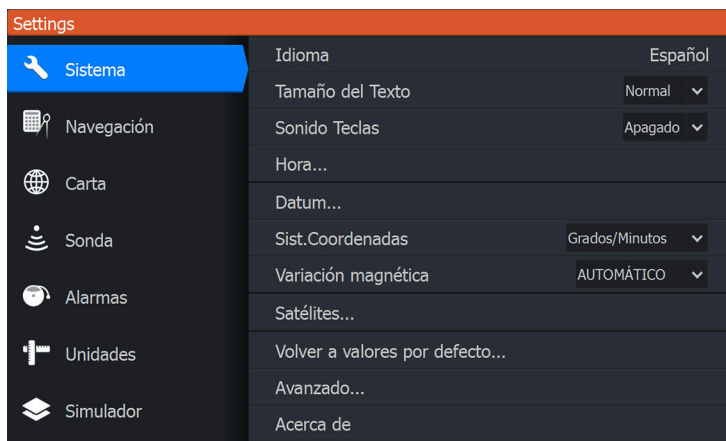 Settings
Sistema
Navegación
Carta
Sonda
Alarmas
Unidades
Simulador
Idioma Español
Tamaño del Texto Normal
Sonido Teclas Apagado
Hora...
Datum...
Sist.Coordenadas Grados/Minutos
Variación magnética AUTOMÁTICO
Satélites...
Volver a valores por defecto...
Avanzado...
Acerca de